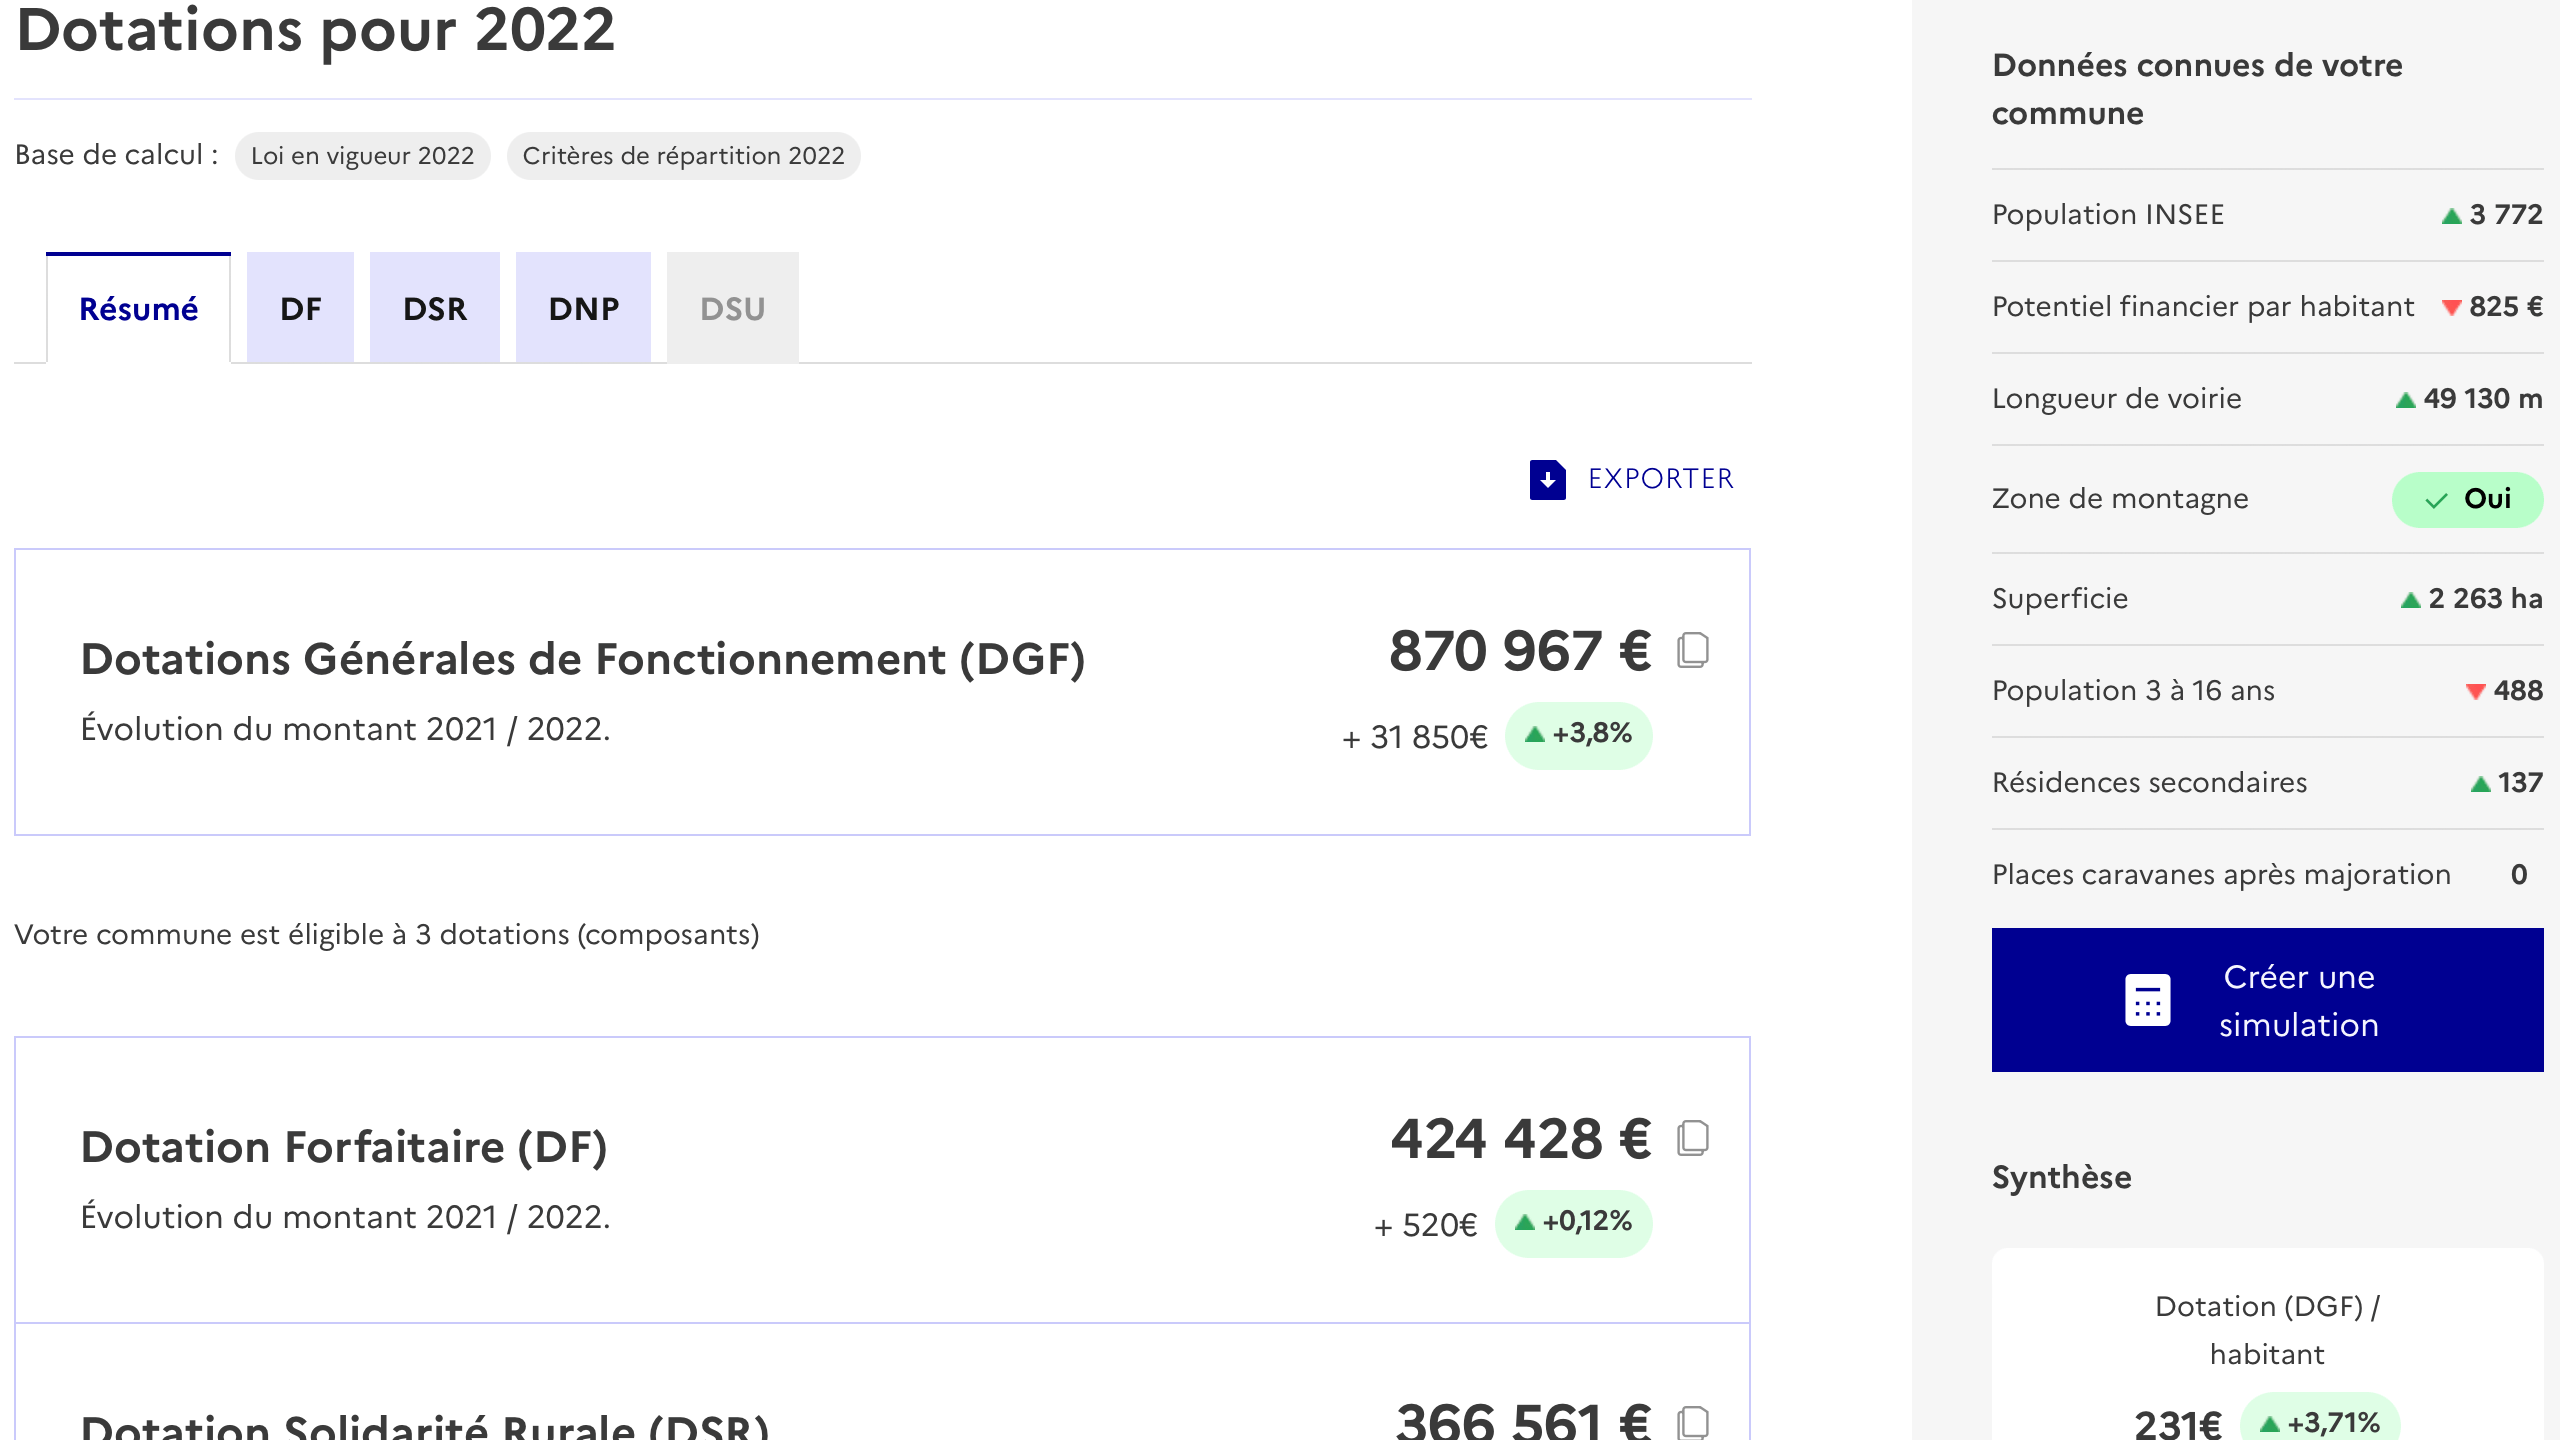 Dotations pour 2022
Base de calcul :
Loi en vigueur 2022
Critères de répartition 2022
Résumé
DF
DSR
DNP
DSU
EXPORTER
Dotations Générales de Fonctionnement (DGF)
870 967 €
Évolution du montant 2021 / 2022.
+ 31 850€
+3,8%
Votre commune est éligible à 3 dotations (composants)
Dotation Forfaitaire (DF)
424 428 €
Évolution du montant 2021 / 2022.
+ 520€
+0,12%
Dotation Solidarité Rurale (DSR)
366 561 €
Données connues de votre
commune
Population INSEE
3 772
Potentiel financier par habitant
825 €
Longueur de voirie
49 130 m
Zone de montagne
Oui
Superficie
2 263 ha
Population 3 à 16 ans
488
Résidences secondaires
137
Places caravanes après majoration
0
Créer une
simulation
Synthèse
Dotation (DGF) /
habitant
231€
+3,71%